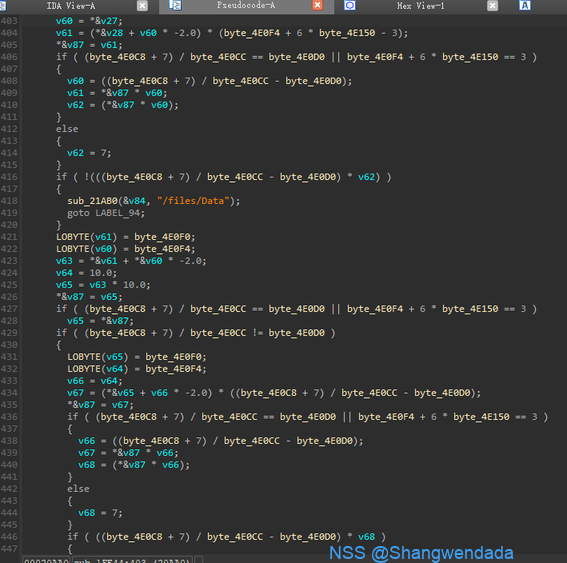 IDA View-A Pseudocode-A Hex View-1
403 v60 = *&v27;
404 v61 = (*&v28 + v60 * -2.0) * (byte_4E0F4 + 6 * byte_4E150 - 3);
405 *&v87 = v61;
406 if ( (byte_4E0C8 + 7) / byte_4E0CC == byte_4E0D0 || byte_4E0F4 + 6 * byte_4E150 == 3 )
407 {
408 v60 = ((byte_4E0C8 + 7) / byte_4E0CC - byte_4E0D0);
409 v61 = *&v87 * v60;
410 v62 = (*&v87 * v60);
411 }
412 else
413 {
414 v62 = 7;
415 }
416 if ( !(((byte_4E0C8 + 7) / byte_4E0CC - byte_4E0D0) * v62) )
417 {
418 sub_21AB0(&v84, "/files/Data");
419 goto LABEL_94;
420 }
421 LOBYTE(v61) = byte_4E0F0;
422 LOBYTE(v60) = byte_4E0F4;
423 v63 = *&v61 + *&v60 * -2.0;
424 v64 = 10.0;
425 v65 = v63 * 10.0;
426 *&v87 = v65;
427 if ( (byte_4E0C8 + 7) / byte_4E0CC == byte_4E0D0 || byte_4E0F4 + 6 * byte_4E150 == 3 )
428 v65 = *&v87;
429 if ( (byte_4E0C8 + 7) / byte_4E0CC != byte_4E0D0 )
430 {
431 LOBYTE(v65) = byte_4E0F0;
432 LOBYTE(v64) = byte_4E0F4;
433 v66 = v64;
434 v67 = (*&v65 + v66 * -2.0) * ((byte_4E0C8 + 7) / byte_4E0CC - byte_4E0D0);
435 *&v87 = v67;
436 if ( (byte_4E0C8 + 7) / byte_4E0CC == byte_4E0D0 || byte_4E0F4 + 6 * byte_4E150 == 3 )
437 {
438 v66 = ((byte_4E0C8 + 7) / byte_4E0CC - byte_4E0D0);
439 v67 = *&v87 * v66;
440 v68 = (*&v87 * v66);
441 }
442 else
443 {
444 v68 = 7;
445 }
446 if ( ((byte_4E0C8 + 7) / byte_4E0CC - byte_4E0D0) * v68 )
447 {
NSS @Shangwendada